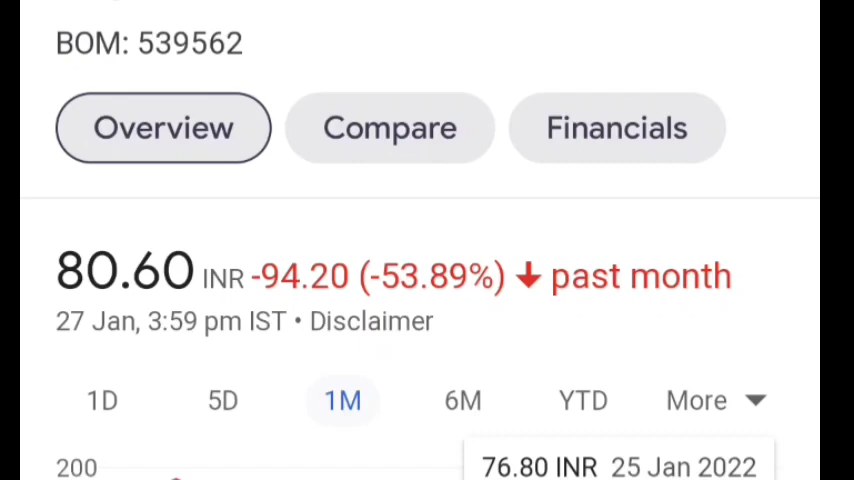 BOM: 539562
Overview Compare Financials
80.60 INR -94.20 (-53.89%) ↓ past month
27 Jan, 3:59 pm IST • Disclaimer
1D 5D 1M 6M YTD More
200 76.80 INR 25 Jan 2022